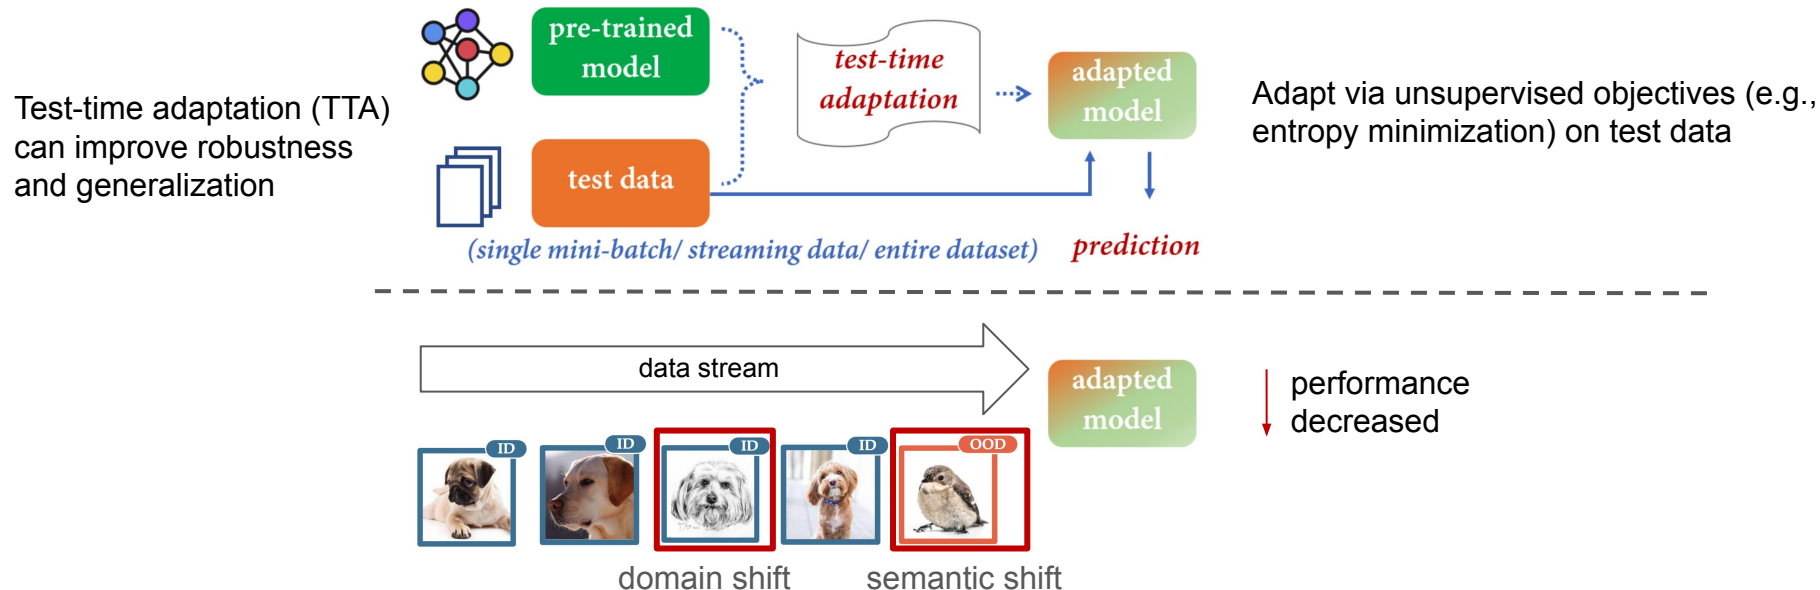 Test-time adaptation (TTA)
can improve robustness
and generalization
pre-trained
model
test data
(single mini-batch/ streaming data/ entire dataset)
test-time
adaptation
adapted
model
prediction
Adapt via unsupervised objectives (e.g.,
entropy minimization) on test data
data stream
adapted
model
performance
decreased
ID
ID
ID
ID
OOD
domain shift
semantic shift